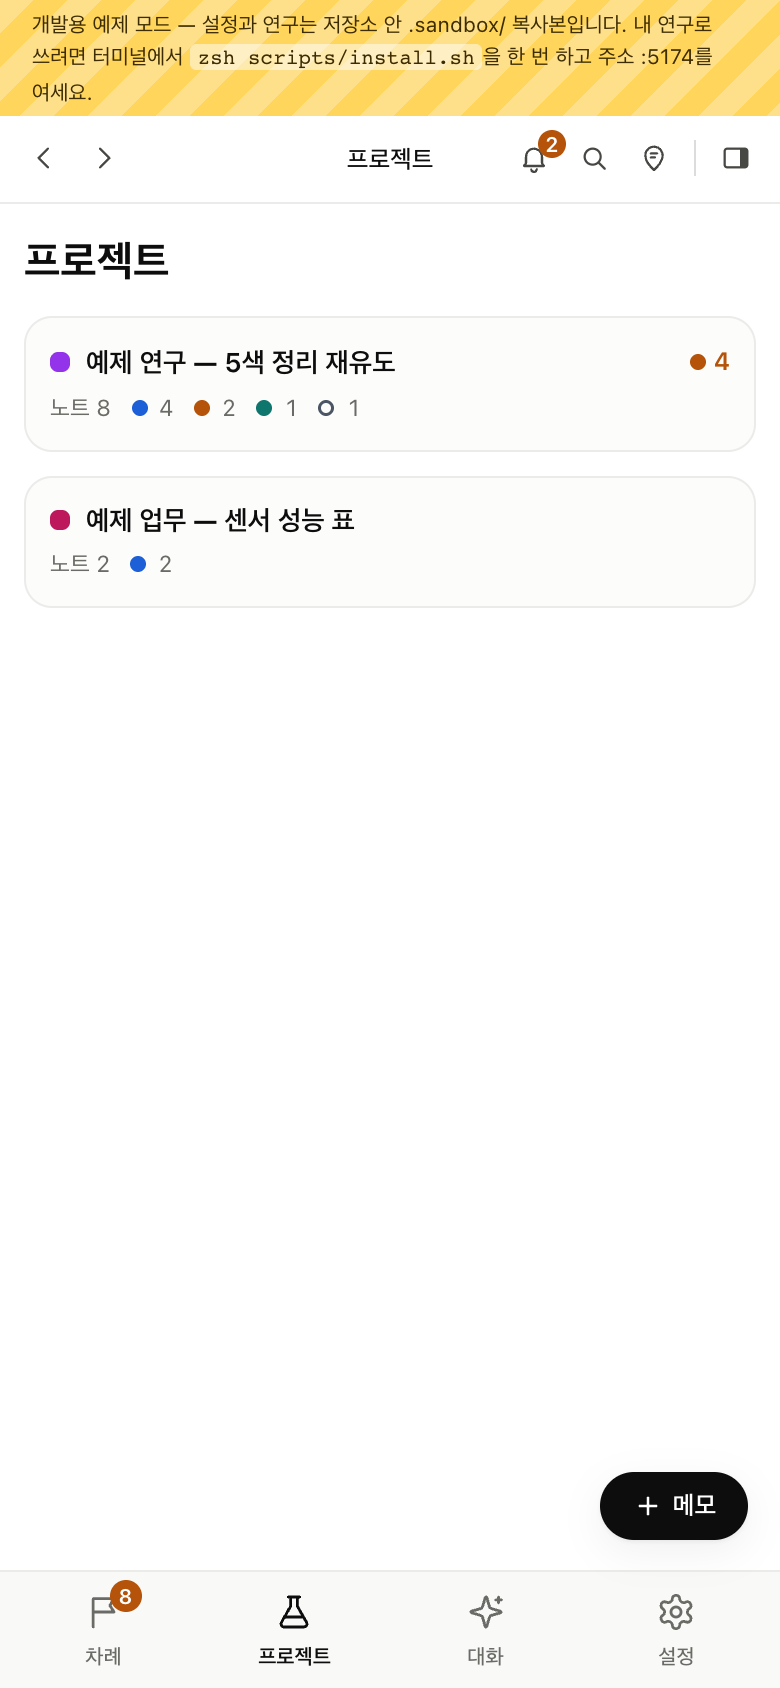 개발용 예제 모드 — 설정과 연구는 저장소 안 .sandbox/ 복사본입니다. 내 연구로
쓰려면 터미널에서 zsh scripts/install.sh 을 한 번 하고 주소 :5174를
여세요.
프로젝트
2
프로젝트
예제 연구 — 5색 정리 재유도
4
노트 8 4 2 1 1
예제 업무 — 센서 성능 표
노트 2 2
+ 메모
8
차례 프로젝트 대화 설정